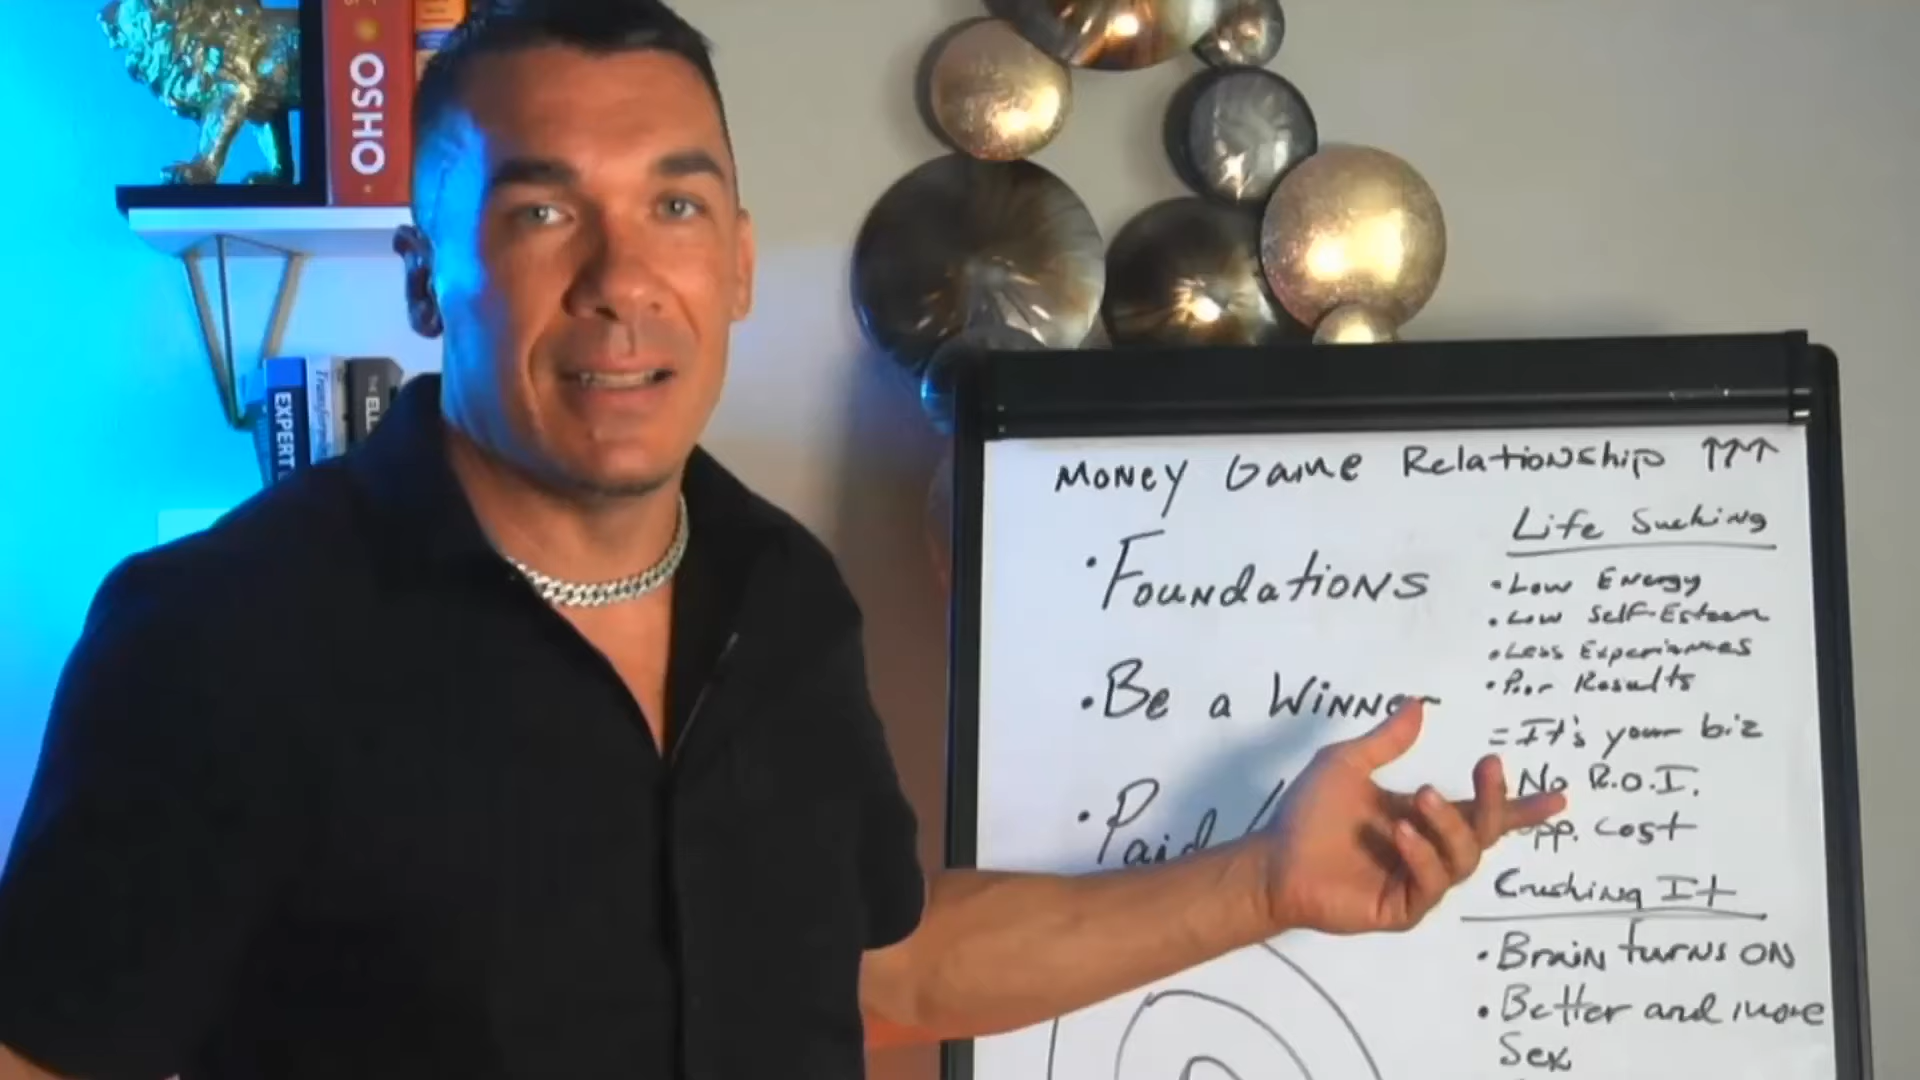 OSHO
EXPERT
Money Game Relationship ↑↑↑
• Foundations
• Be a Winner
• Paid
Life Sucking
• Low Energy
• Low Self-Esteem
• Less Experiences
• Poor Results
= It's your biz
No R.O.I.
opp. cost
Crushing It
• Brain turns on
• Better and more
Sex